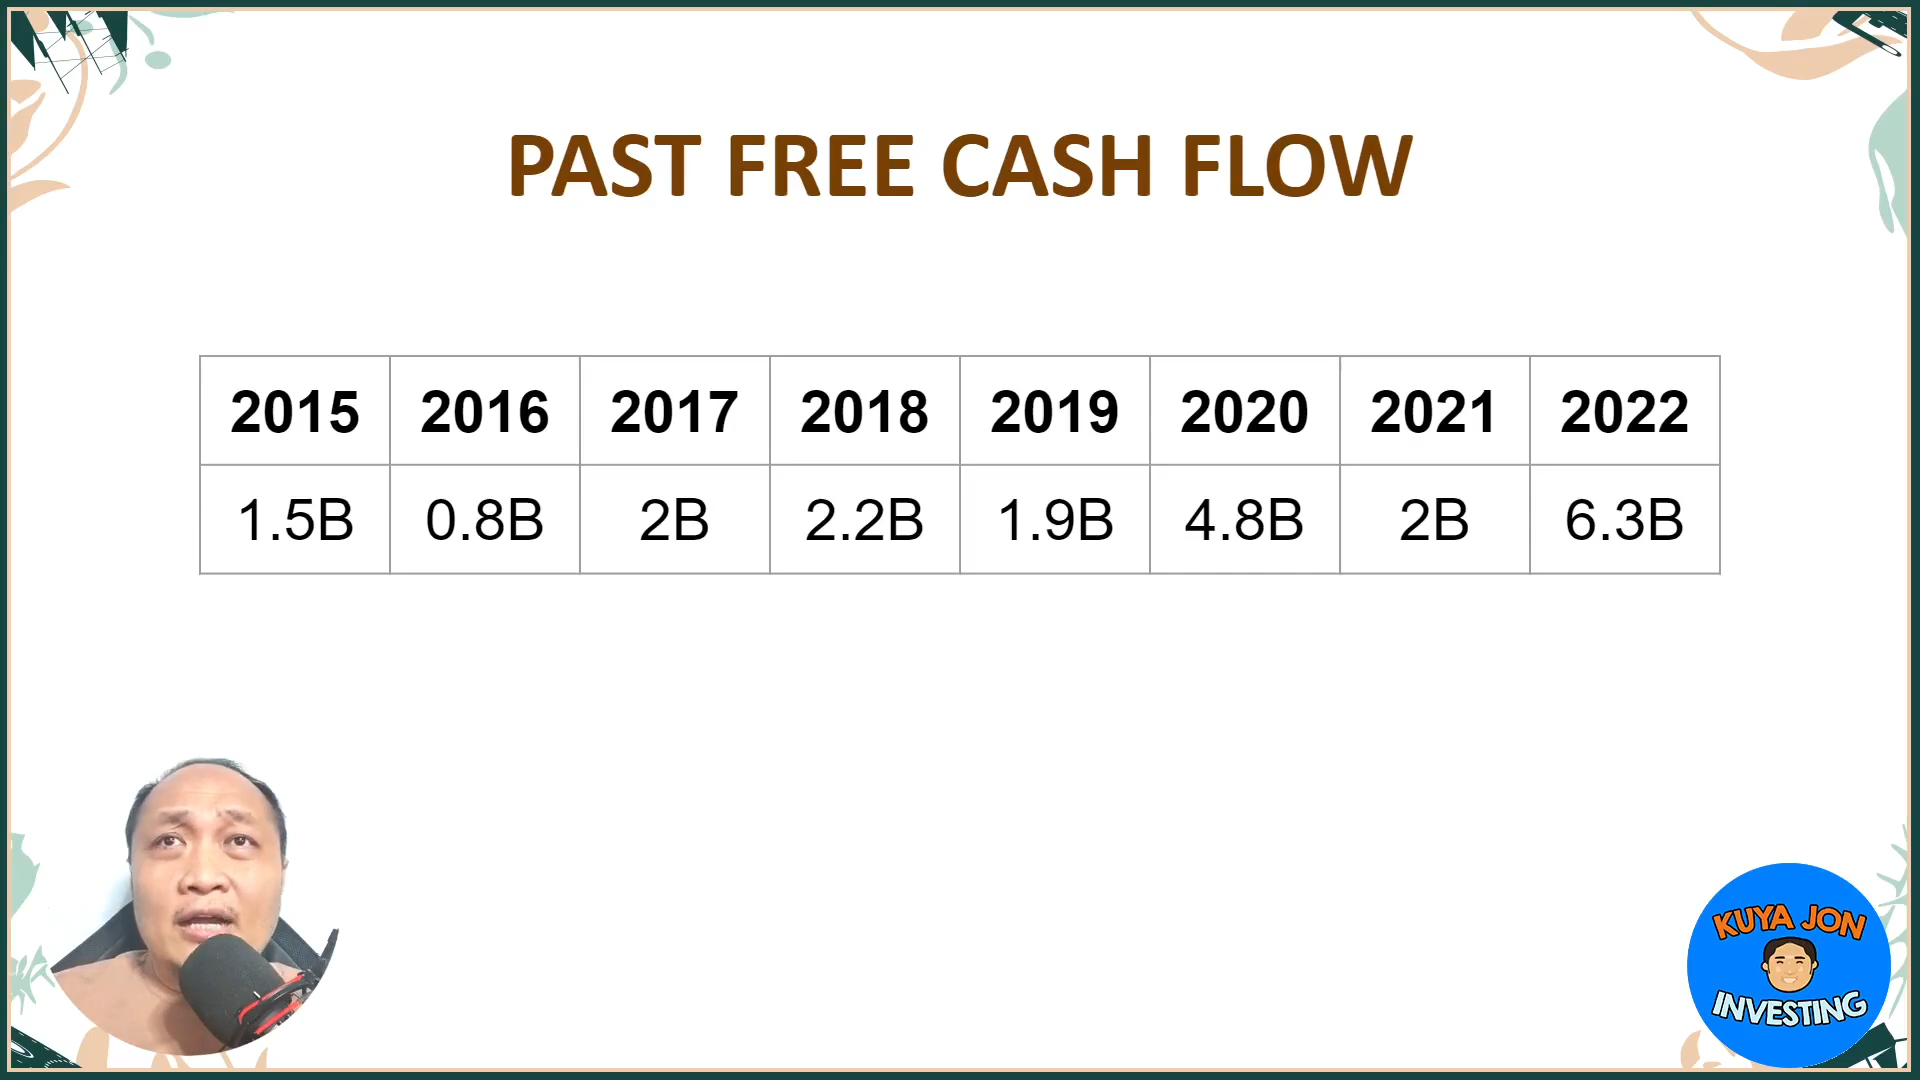 PAST FREE CASH FLOW
2015 2016 2017 2018 2019 2020 2021 2022
1.5B 0.8B 2B 2.2B 1.9B 4.8B 2B 6.3B
KUYA JON
INVESTING